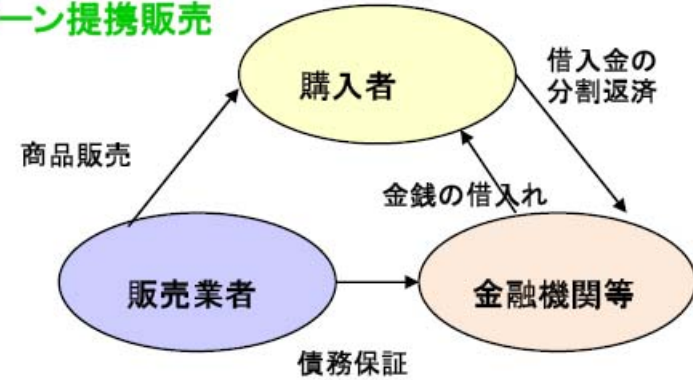 ーン提携販売
購入者
借入金の
分割返済
商品販売
金銭の借入れ
販売業者
金融機関等
債務保証